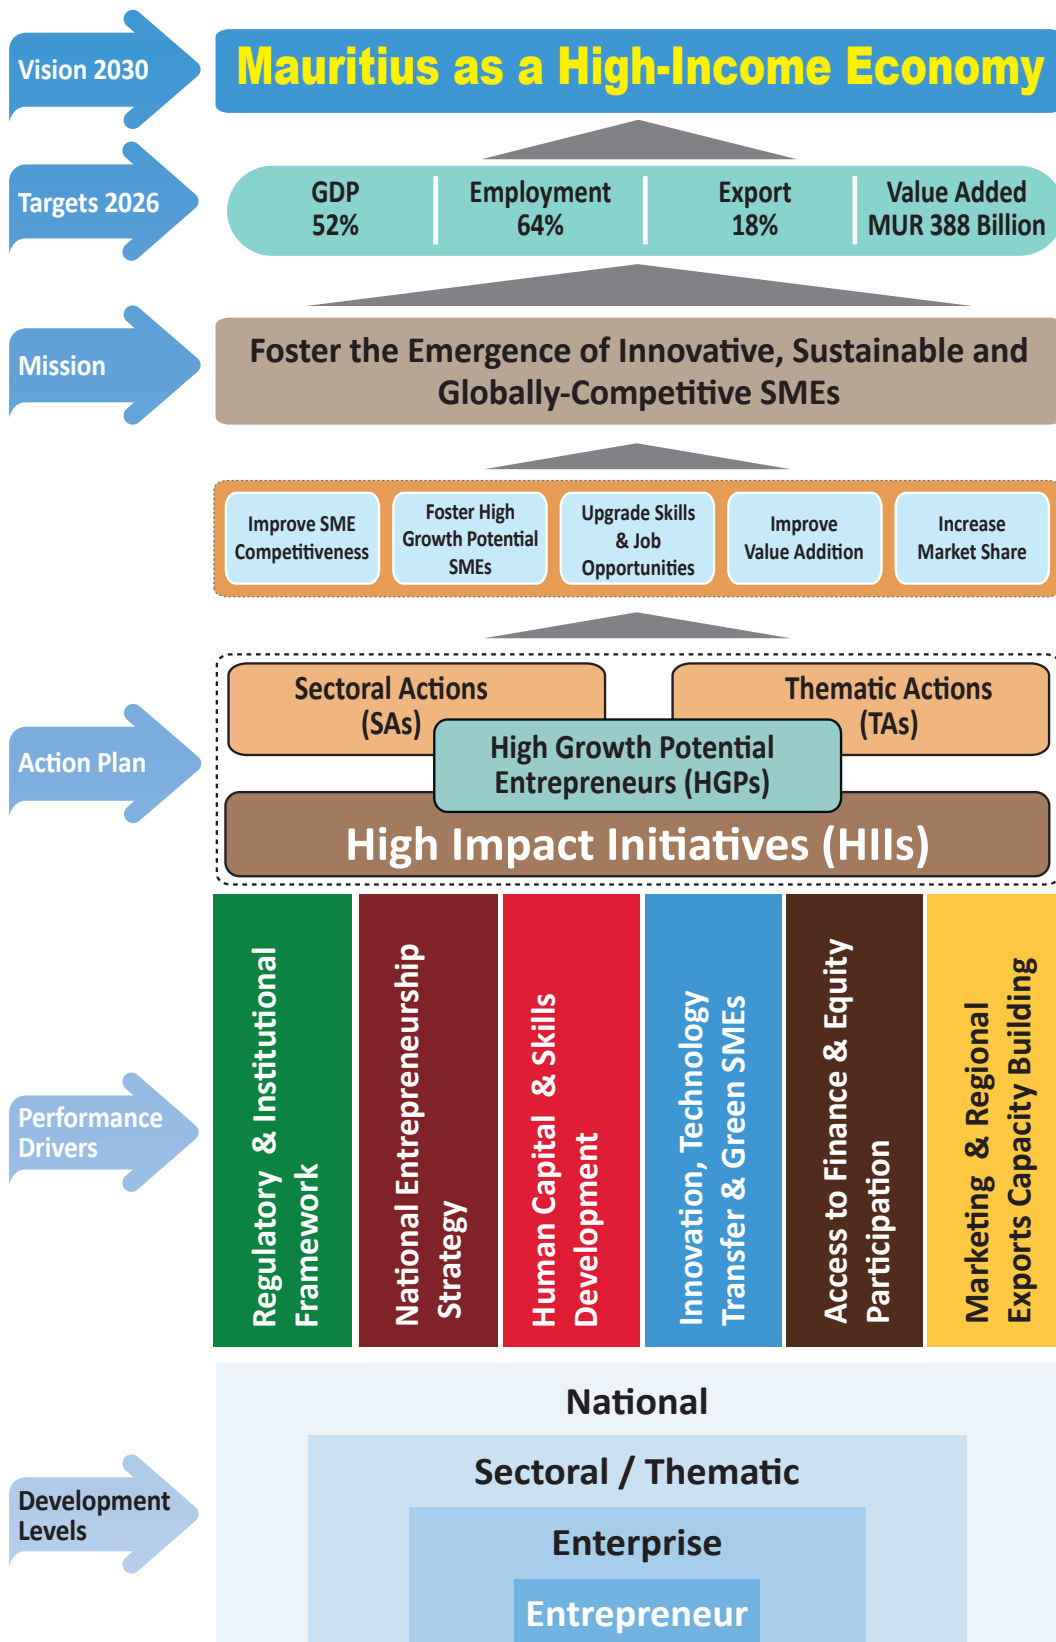 Vision 2030
Mauritius as a High-Income Economy
Targets 2026
GDP
52%
Employment
64%
Export
18%
Value Added
MUR 388 Billion
Mission
Foster the Emergence of Innovative, Sustainable and
Globally-Competitive SMEs
Improve SME
Competitiveness
Foster High
Growth Potential
SMEs
Upgrade Skills
& Job
Opportunities
Improve
Value Addition
Increase
Market Share
Action Plan
Sectoral Actions
(SAs)
Thematic Actions
(TAs)
High Growth Potential
Entrepreneurs (HGPs)
High Impact Initiatives (HIIs)
Performance
Drivers
Regulatory & Institutional
Framework
National Entrepreneurship
Strategy
Human Capital & Skills
Development
Innovation, Technology
Transfer & Green SMEs
Access to Finance & Equity
Participation
Marketing & Regional
Exports Capacity Building
Development
Levels
National
Sectoral / Thematic
Enterprise
Entrepreneur